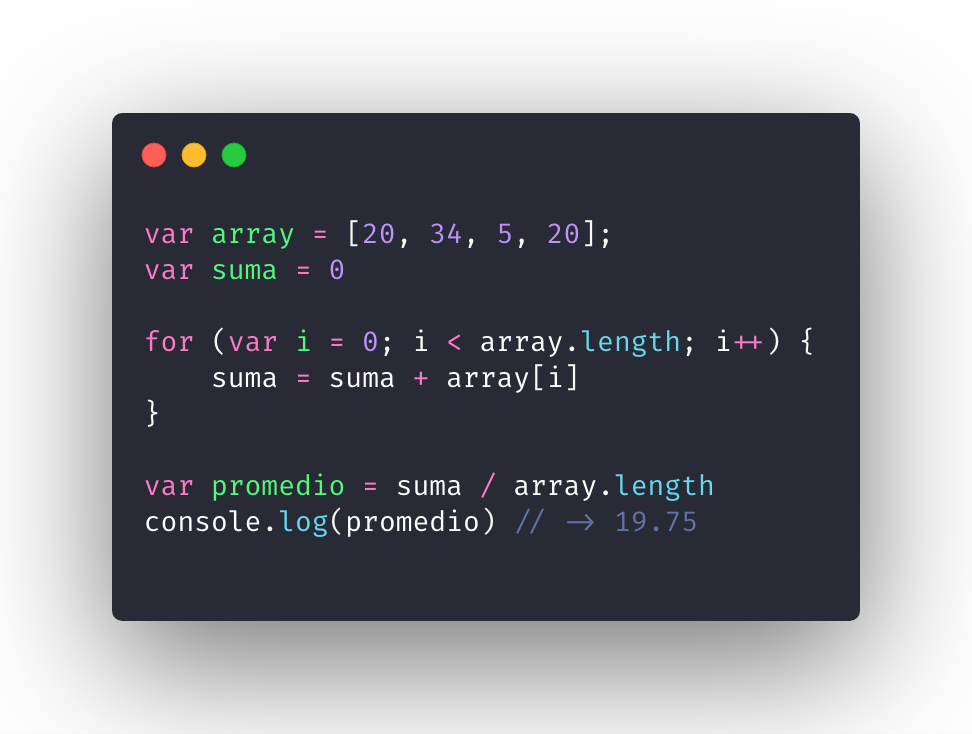 var array = [20, 34, 5, 20];
var suma = 0
for (var i = 0; i < array.length; i++) {
    suma = suma + array[i]
}
var promedio = suma / array.length
console.log(promedio) // -> 19.75